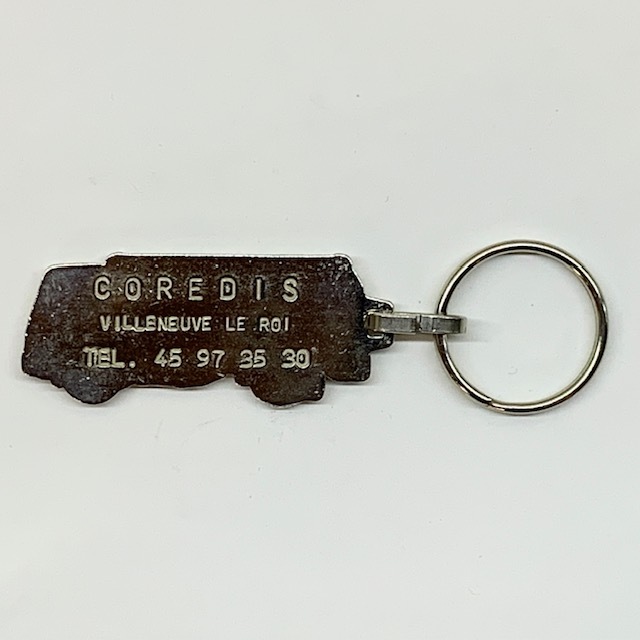 COREDIS
VILLENEUVE LE ROI
TEL. 45 97 35 30